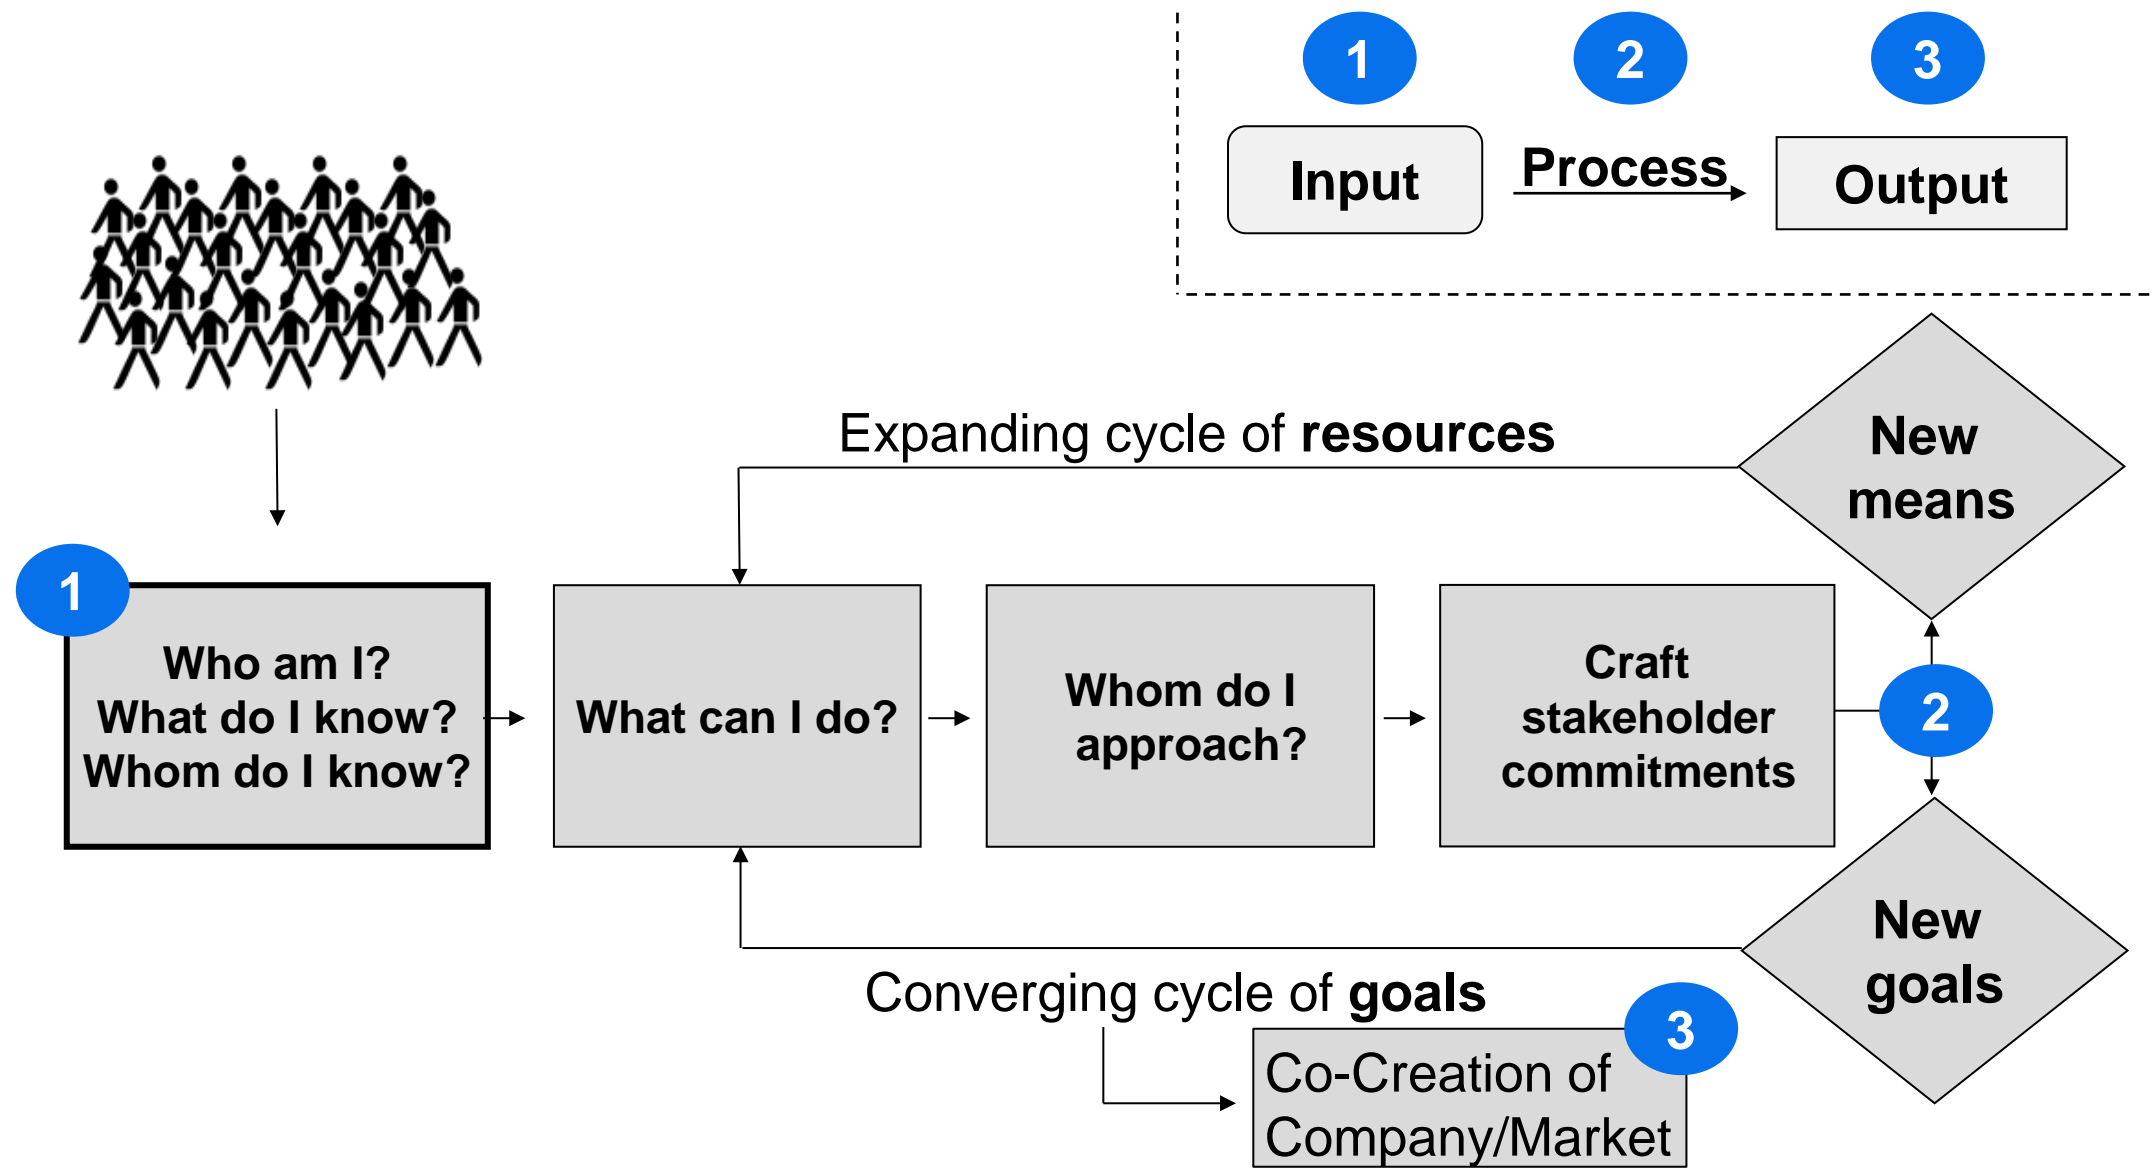 1
2
3
Input
Process
Output
Expanding cycle of resources
New
means
1
Who am I?
What do I know?
Whom do I know?
What can I do?
Whom do I
approach?
Craft
stakeholder
commitments
2
New
goals
Converging cycle of goals
3
Co-Creation of
Company/Market